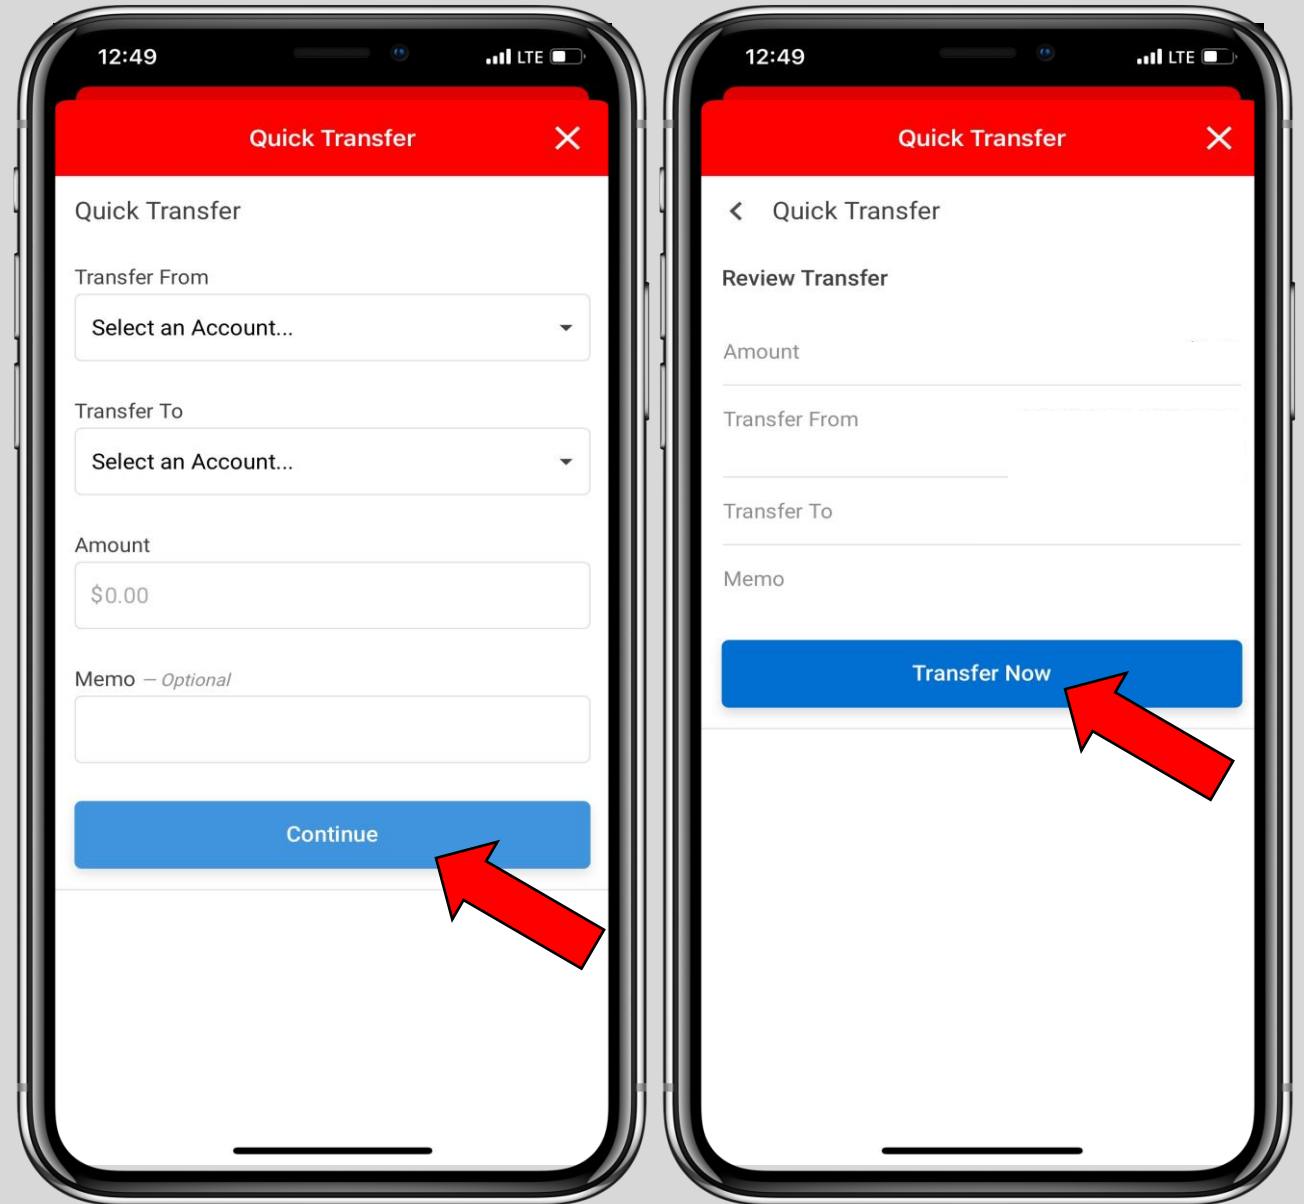 12:49
LTE
Quick Transfer
Quick Transfer
Transfer From
Select an Account...
Transfer To
Select an Account...
Amount
$0.00
Memo – Optional
Continue
12:49
LTE
Quick Transfer
Quick Transfer
Review Transfer
Amount
Transfer From
Transfer To
Memo
Transfer Now